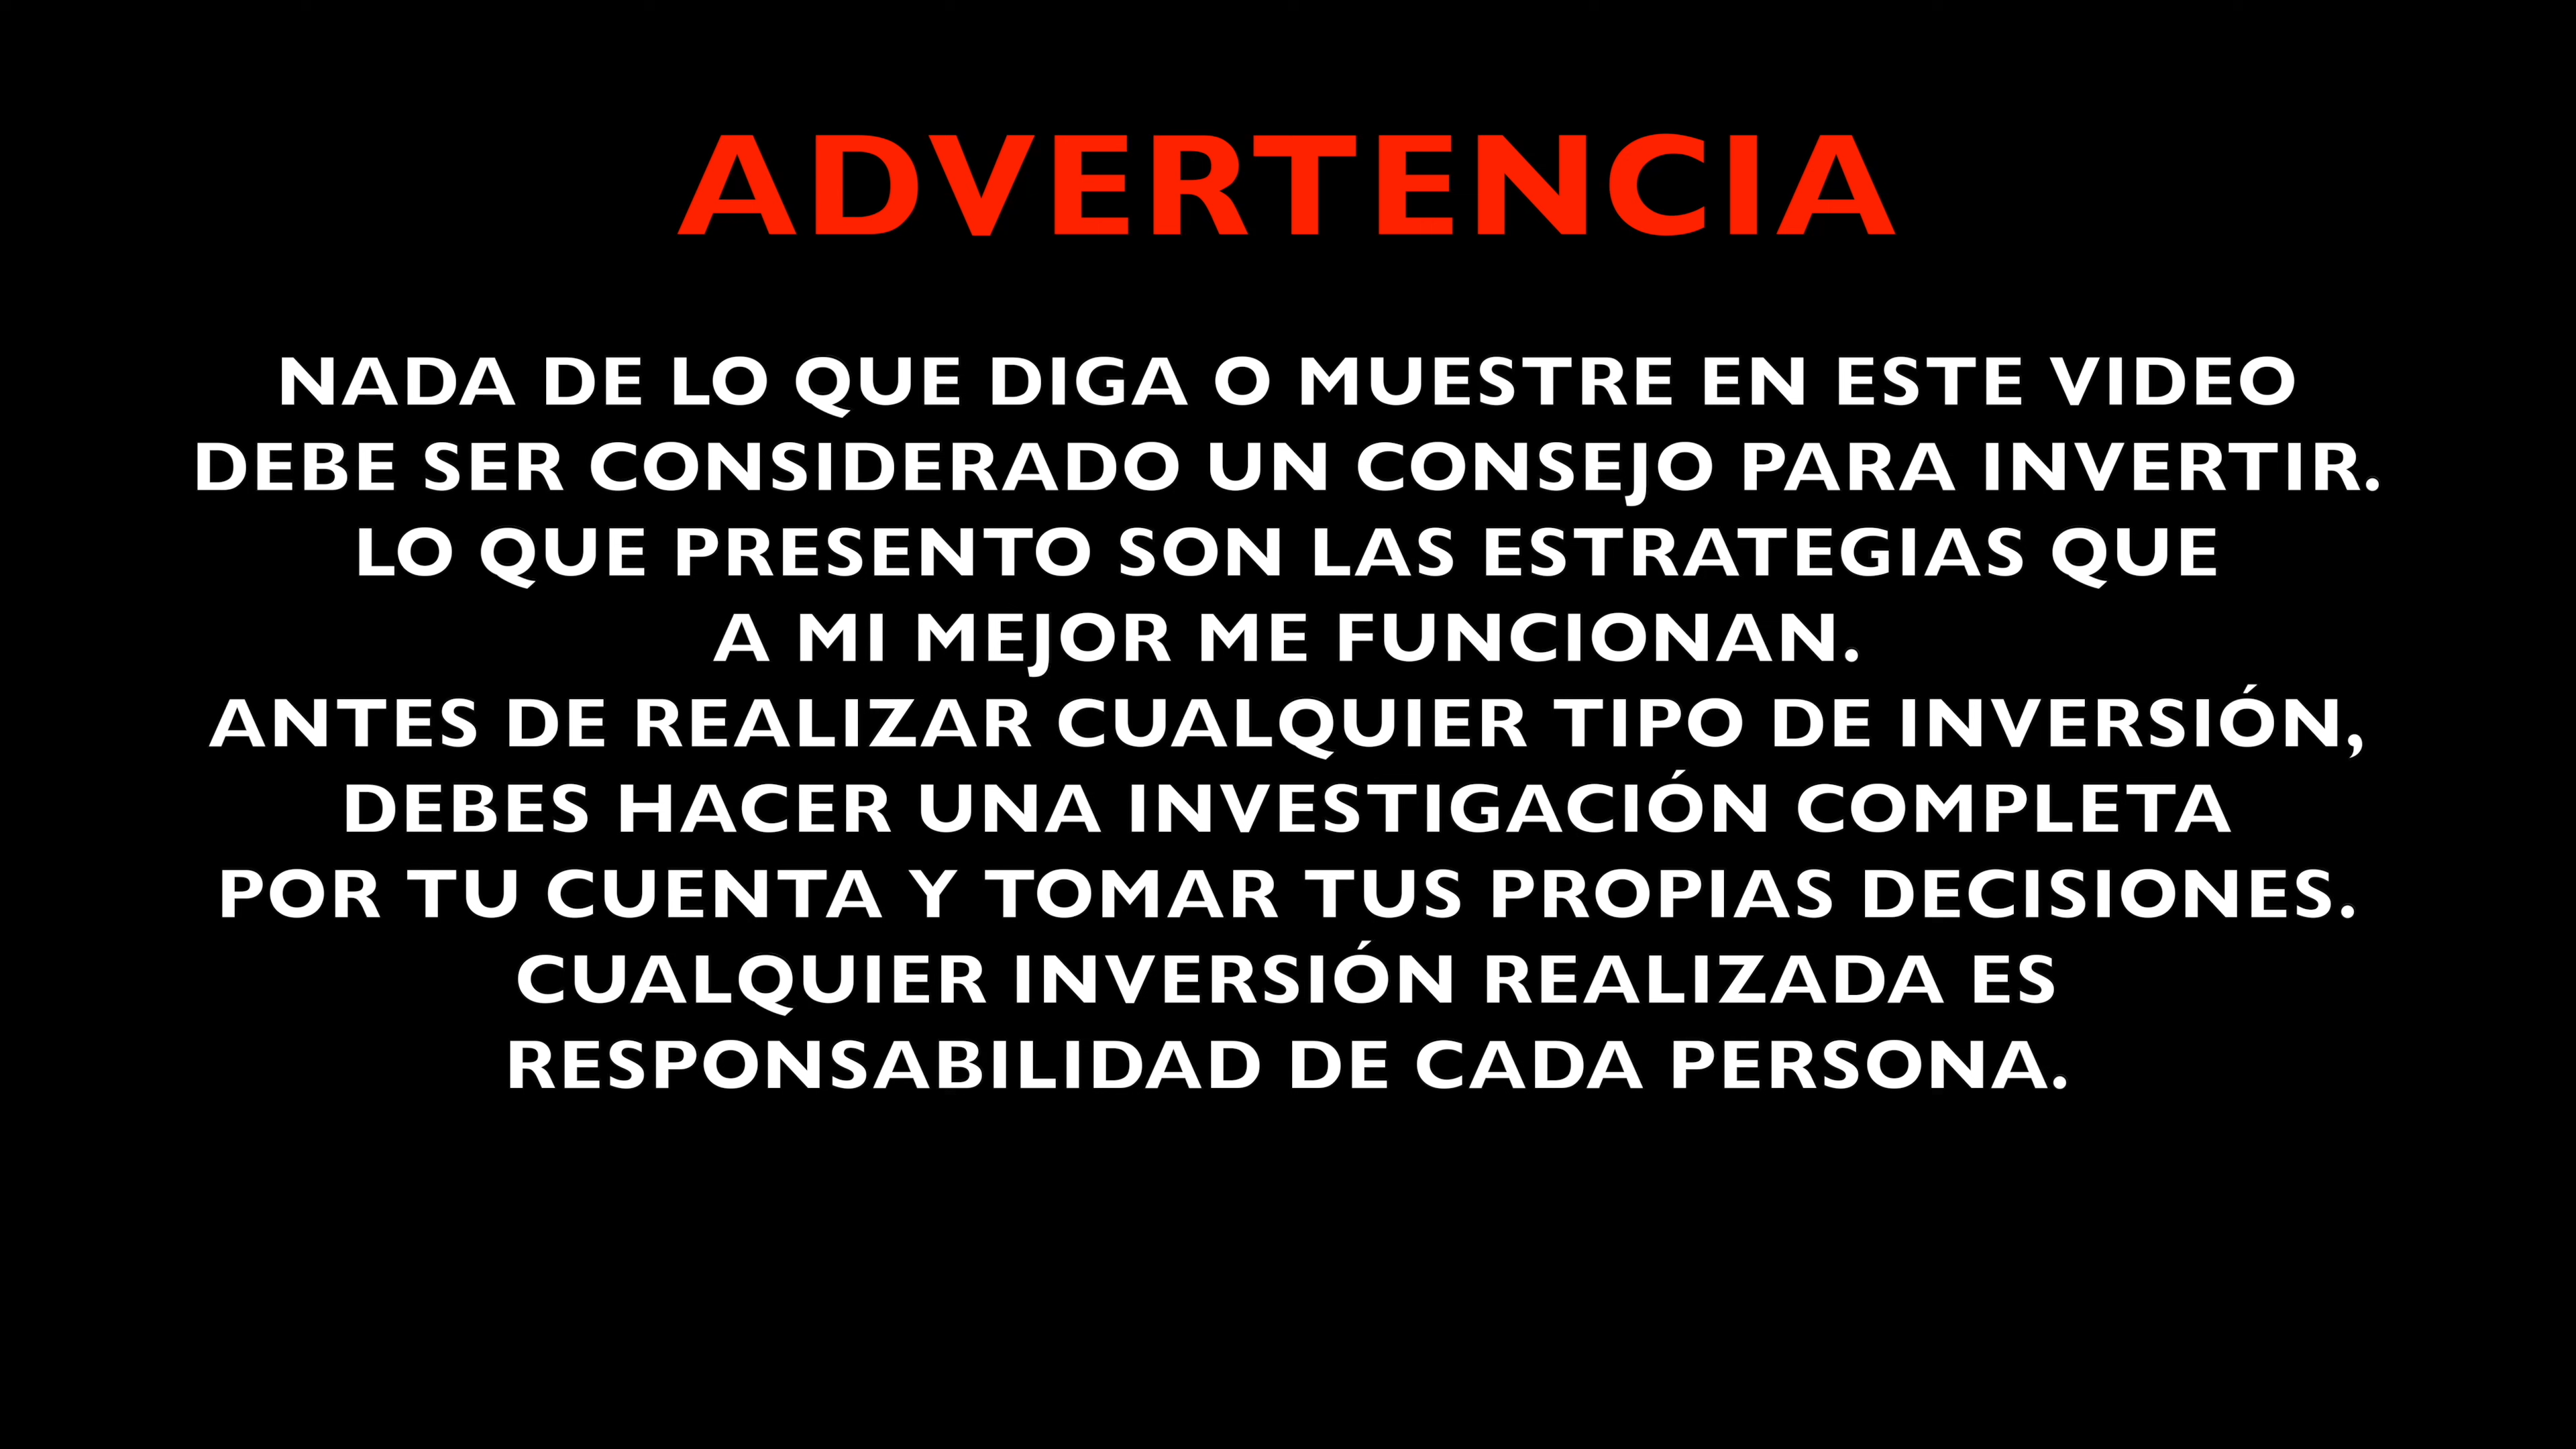 ADVERTENCIA
NADA DE LO QUE DIGA O MUESTRE EN ESTE VIDEO
DEBE SER CONSIDERADO UN CONSEJO PARA INVERTIR.
LO QUE PRESENTO SON LAS ESTRATEGIAS QUE
A MI MEJOR ME FUNCIONAN.
ANTES DE REALIZAR CUALQUIER TIPO DE INVERSIÓN,
DEBES HACER UNA INVESTIGACIÓN COMPLETA
POR TU CUENTA Y TOMAR TUS PROPIAS DECISIONES.
CUALQUIER INVERSIÓN REALIZADA ES
RESPONSABILIDAD DE CADA PERSONA.